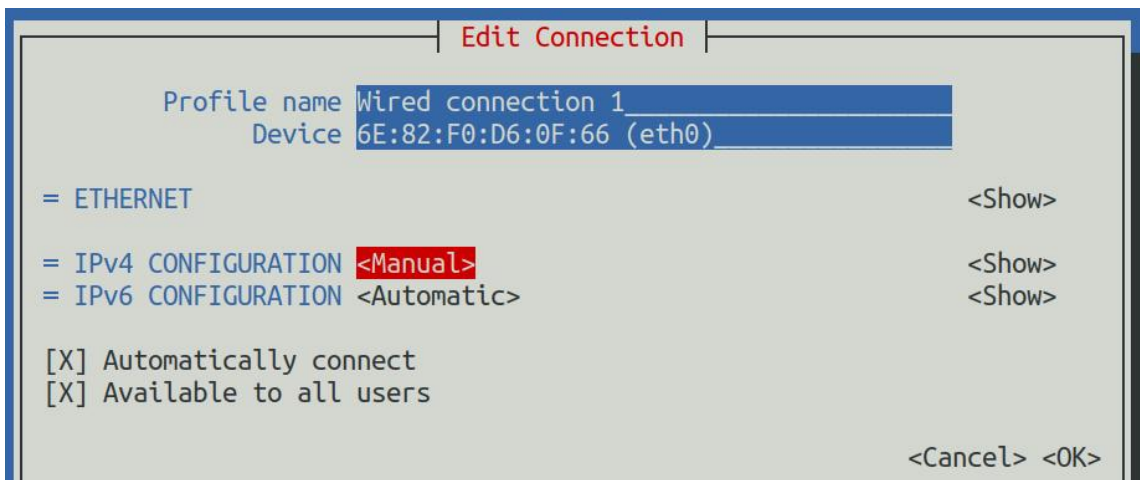 Edit Connection
Profile name Wired connection 1
Device 6E:82:F0:D6:0F:66 (eth0)
= ETHERNET <Show>
= IPv4 CONFIGURATION <Manual> <Show>
= IPv6 CONFIGURATION <Automatic> <Show>
[X] Automatically connect
[X] Available to all users
<Cancel> <OK>